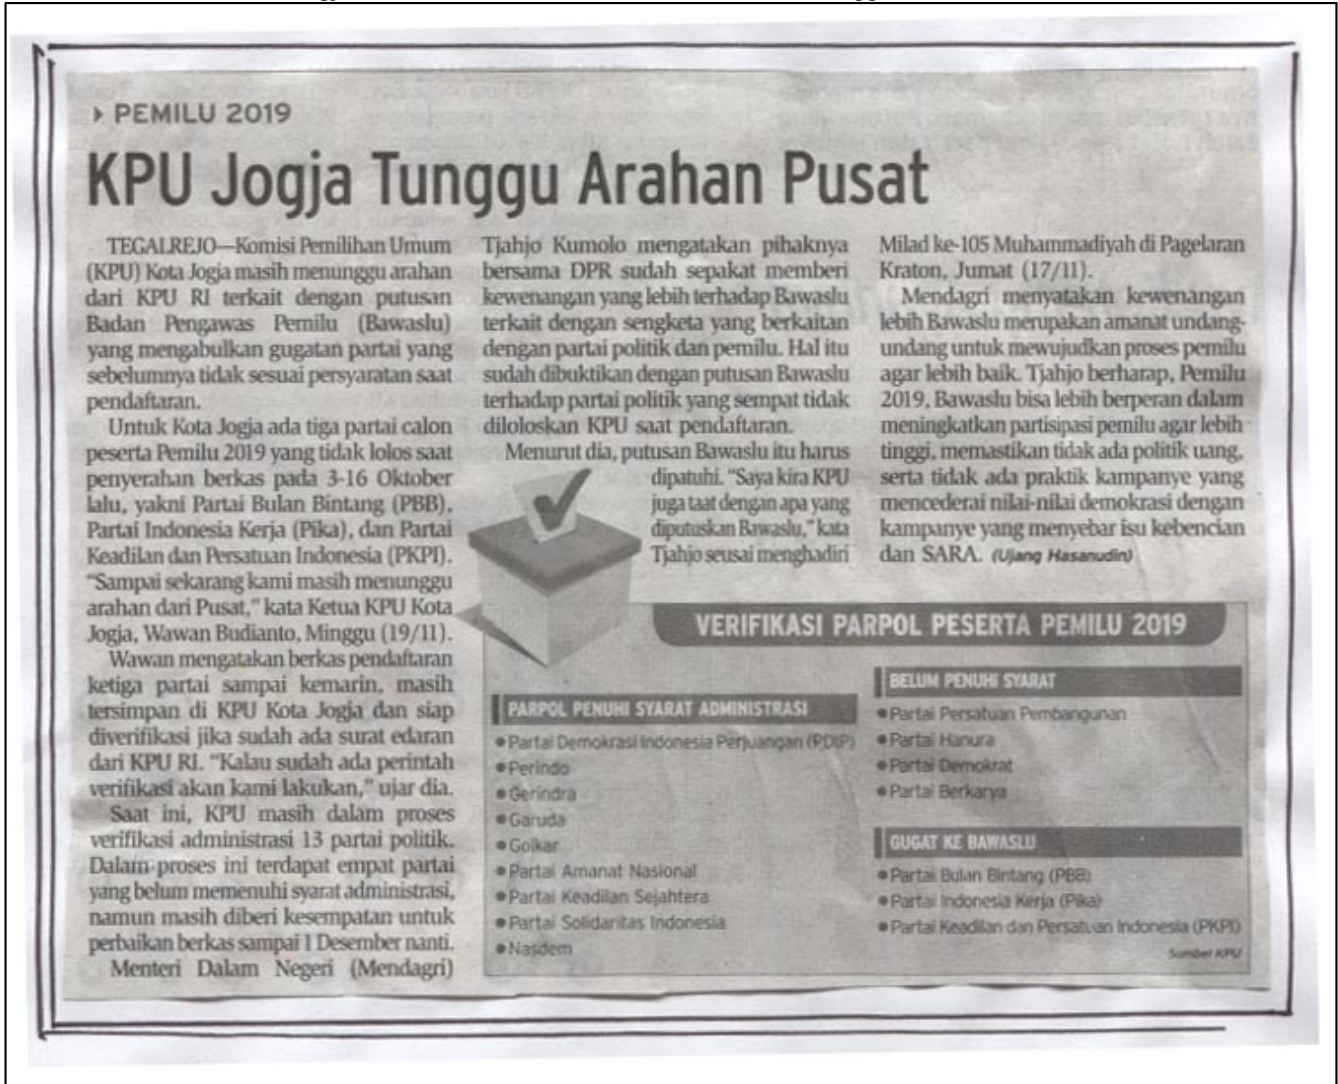 ▸ PEMILU 2019
KPU Jogja Tunggu Arahan Pusat
TEGALREJO—Komisi Pemilihan Umum
(KPU) Kota Jogja masih menunggu arahan
dari KPU RI terkait dengan putusan
Badan Pengawas Pemilu (Bawaslu)
yang mengabulkan gugatan partai yang
sebelumnya tidak sesuai persyaratan saat
pendaftaran.
Untuk Kota Jogja ada tiga partai calon
peserta Pemilu 2019 yang tidak lolos saat
penyerahan berkas pada 3-16 Oktober
lalu, yakni Partai Bulan Bintang (PBB),
Partai Indonesia Kerja (Pika), dan Partai
Keadilan dan Persatuan Indonesia (PKPI).
"Sampai sekarang kami masih menunggu
arahan dari Pusat," kata Ketua KPU Kota
Jogja, Wawan Budianto, Minggu (19/11).
Wawan mengatakan berkas pendaftaran
ketiga partai sampai kemarin, masih
tersimpan di KPU Kota Jogja dan siap
diverifikasi jika sudah ada surat edaran
dari KPU RI. "Kalau sudah ada perintah
verifikasi akan kami lakukan," ujar dia.
Saat ini, KPU masih dalam proses
verifikasi administrasi 13 partai politik.
Dalam proses ini terdapat empat partai
yang belum memenuhi syarat administrasi,
namun masih diberi kesempatan untuk
perbaikan berkas sampai 1 Desember nanti.
Menteri Dalam Negeri (Mendagri)
Tjahjo Kumolo mengatakan pihaknya
bersama DPR sudah sepakat memberi
kewenangan yang lebih terhadap Bawaslu
terkait dengan sengketa yang berkaitan
dengan partai politik dan pemilu. Hal itu
sudah dibuktikan dengan putusan Bawaslu
terhadap partai politik yang sempat tidak
diloloskan KPU saat pendaftaran.
Menurut dia, putusan Bawaslu itu harus
dipatuhi. "Saya kira KPU
juga taat dengan apa yang
diputuskan Bawaslu," kata
Tjahjo seusai menghadiri
Milad ke-105 Muhammadiyah di Pagelaran
Kraton, Jumat (17/11).
Mendagri menyatakan kewenangan
lebih Bawaslu merupakan amanat undang-
undang untuk mewujudkan proses pemilu
agar lebih baik. Tjahjo berharap, Pemilu
2019, Bawaslu bisa lebih berperan dalam
meningkatkan partisipasi pemilu agar lebih
tinggi, memastikan tidak ada politik uang,
serta tidak ada praktik kampanye yang
mencederai nilai-nilai demokrasi dengan
kampanye yang menyebar isu kebencian
dan SARA. (Ujang Hasanudin)
VERIFIKASI PARPOL PESERTA PEMILU 2019
PARPOL PENUHI SYARAT ADMINISTRASI
● Partai Demokrasi Indonesia Perjuangan (PDIP)
● Perindo
● Gerindra
● Garuda
● Golkar
● Partai Amanat Nasional
● Partai Keadilan Sejahtera
● Partai Solidaritas Indonesia
● Nasdem
BELUM PENUHI SYARAT
● Partai Persatuan Pembangunan
● Partai Hanura
● Partai Demokrat
● Partai Berkarya
GUGAT KE BAWASLU
● Partai Bulan Bintang (PBB)
● Partai Indonesia Kerja (Pika)
● Partai Keadilan dan Persatuan Indonesia (PKPI)
Sumber KPU